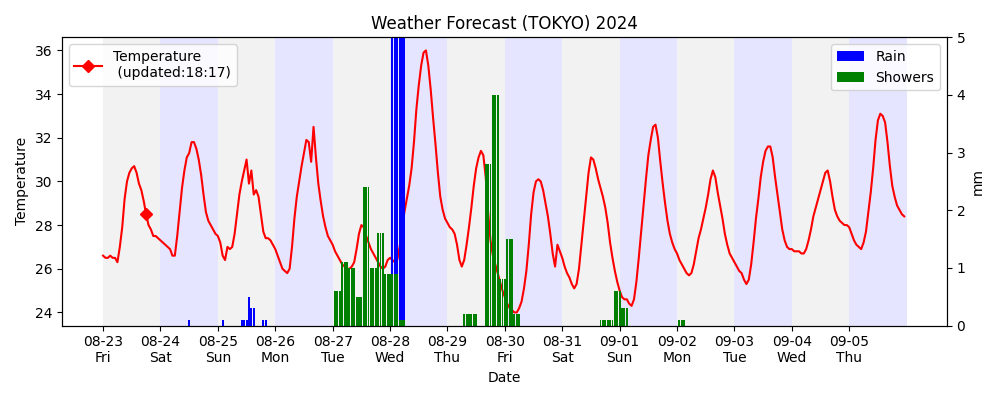 Weather Forecast (TOKYO) 2024
Temperature
(updated:18:17)
Rain
Showers
36
34
32
30
28
26
24
Temperature
5
4
3
2
1
0
mm
08-23 08-24 08-25 08-26 08-27 08-28 08-29 08-30 08-31 09-01 09-02 09-03 09-04 09-05
Fri Sat Sun Mon Tue Wed Thu Fri Sat Sun Mon Tue Wed Thu
Date